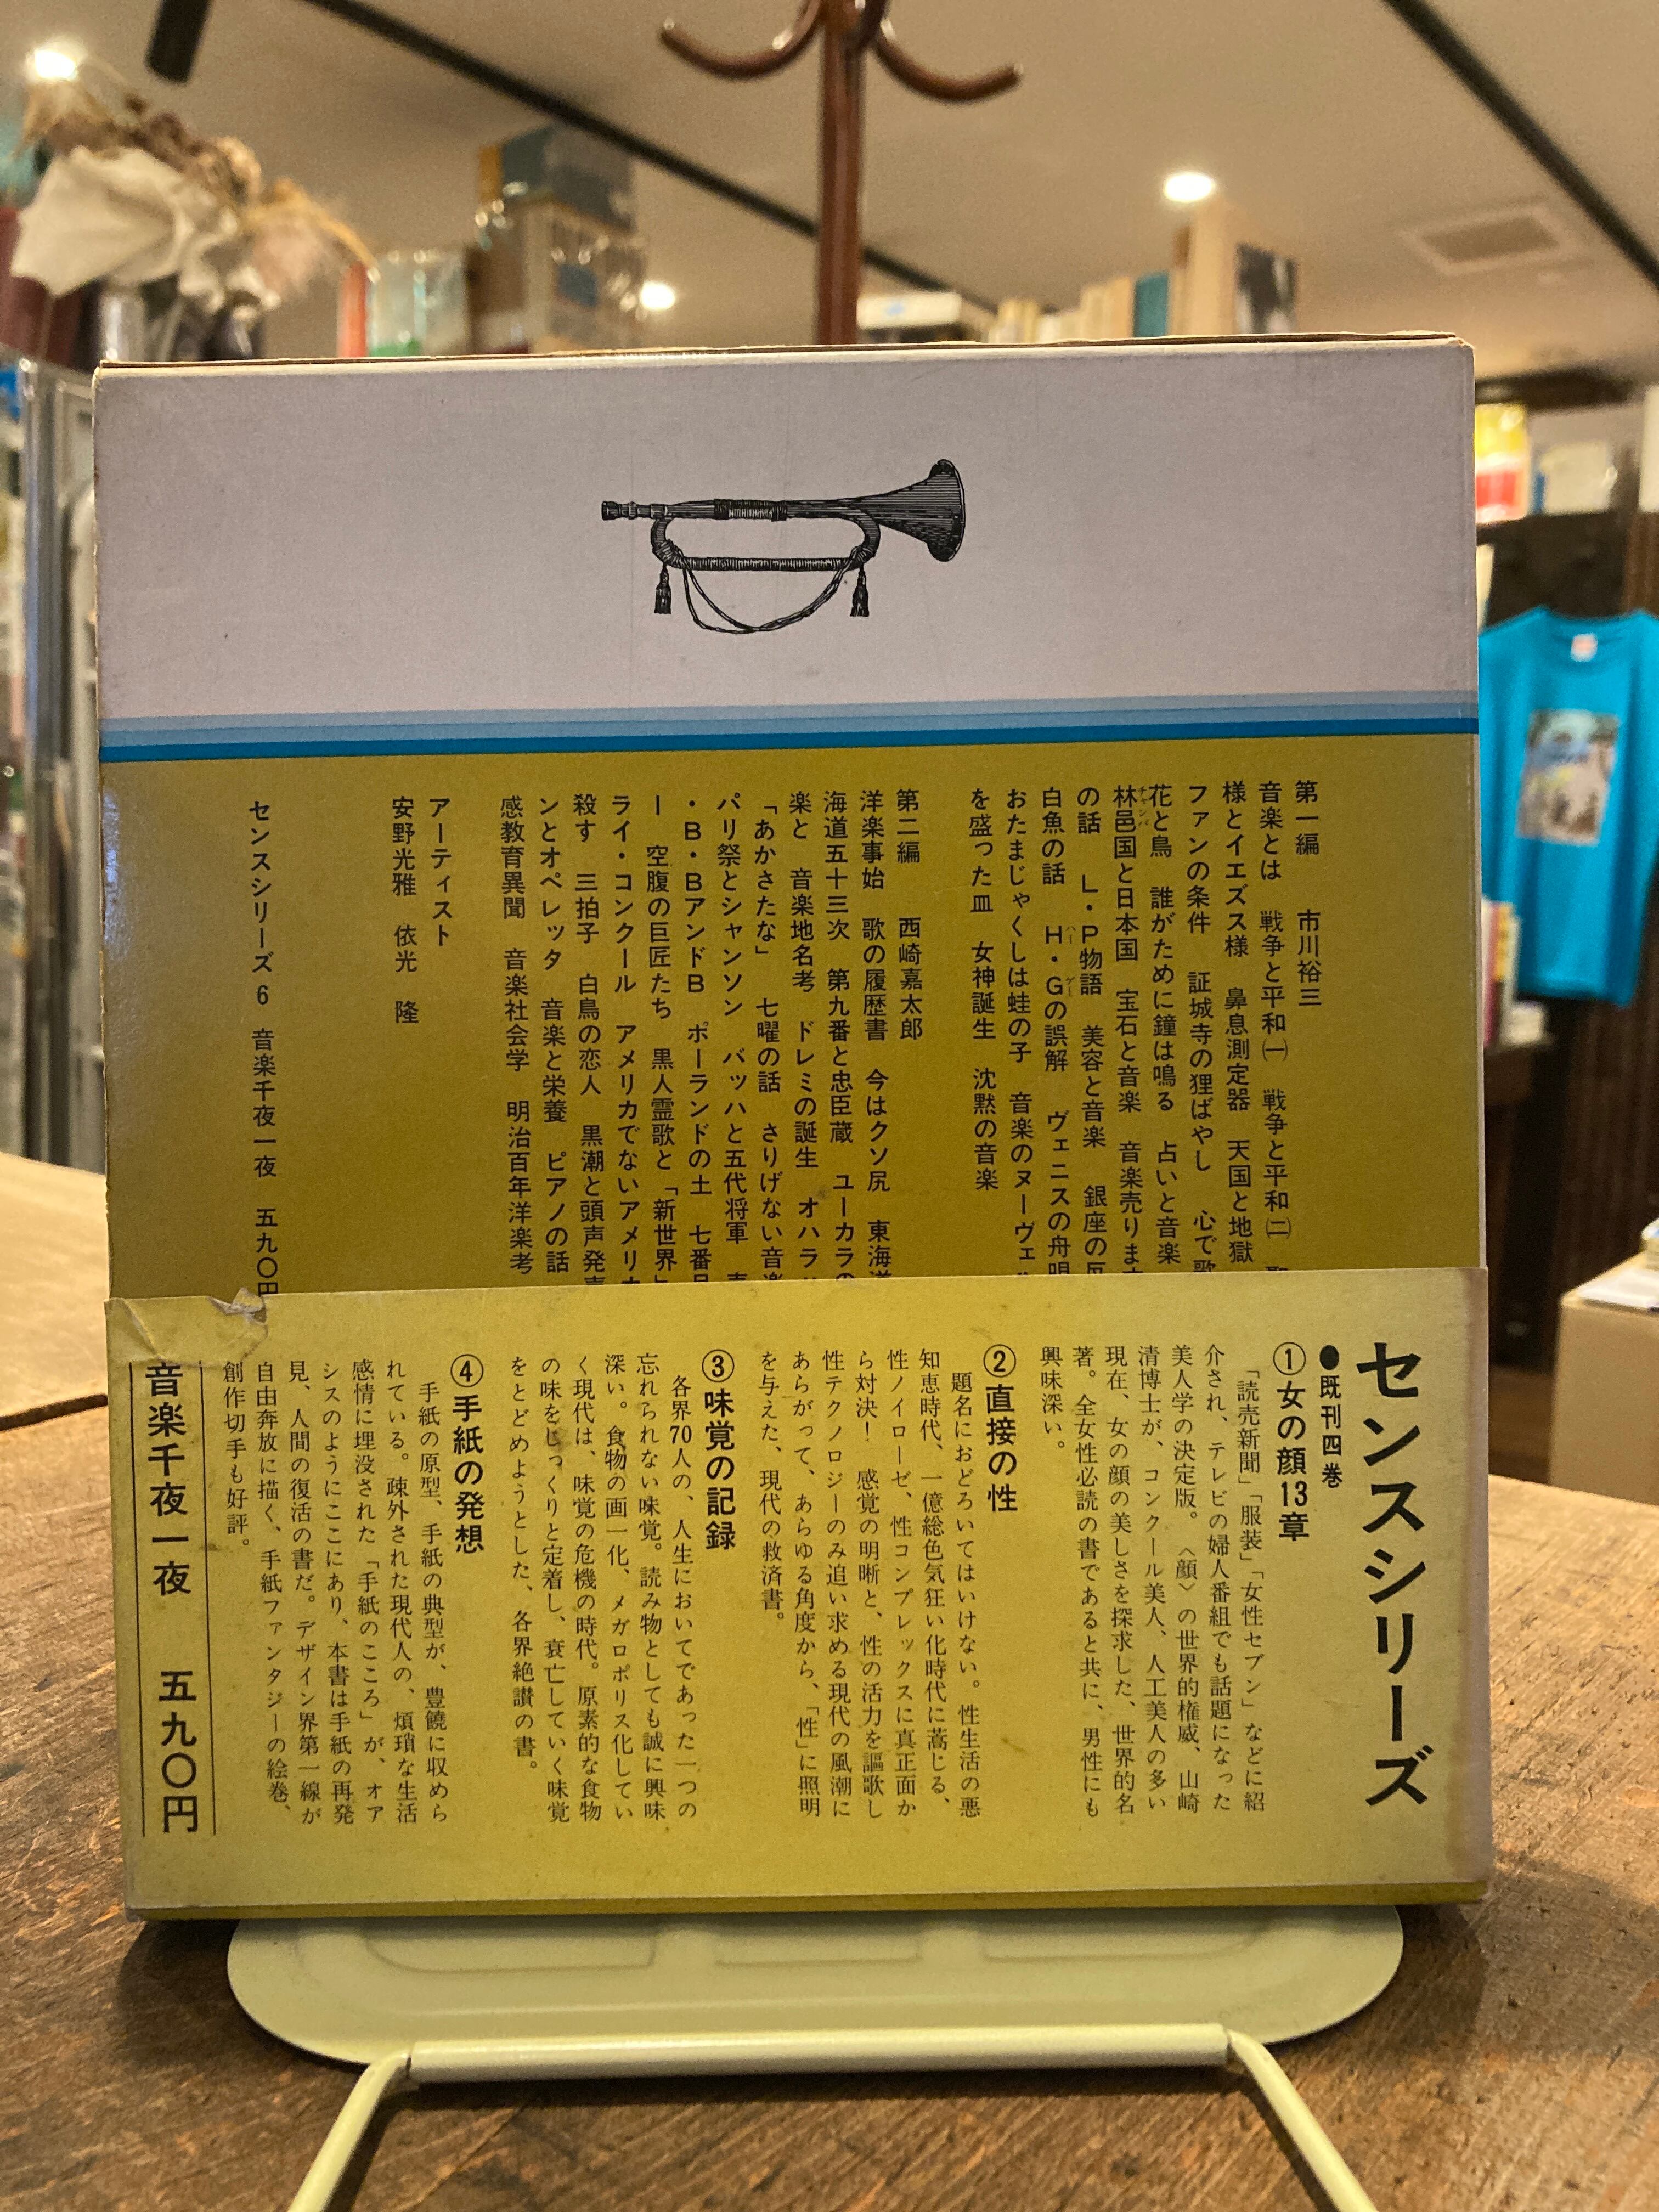 第一編　市川裕三
音楽とは　戦争と平和㈠　戦争と平和㈡
様とイエズス様　鼻息測定器　天国と地獄
ファンの条件　証城寺の狸ばやし　心で歌
花と鳥　誰がために鐘は鳴る　占いと音楽
林邑国と日本国　宝石と音楽　音楽売りま
チャンパ
の話　L・P物語　美容と音楽　銀座の
白魚の話　H・Gの誤解　ヴェニスの舟唄
ハー　ゲー
おたまじゃくしは蛙の子　音楽のヌーヴェ
を盛った皿　女神誕生　沈黙の音楽
第二編　西崎嘉太郎
洋楽事始　歌の履歴書　今はクソ尻　東海道
海道五十三次　第九番と忠臣蔵　ユーカラの
楽と　音楽地名考　ドレミの誕生　オハラ
「あかさたな」　七曜の話　さりげない音楽
パリ祭とシャンソン　バッハと五代将軍
・B・BアンドB　ポーランドの土　七番目
ー　空腹の巨匠たち　黒人霊歌と「新世界」
ライ・コンクール　アメリカでないアメリカ
殺す　三拍子　白鳥の恋人　黒潮と頭声発声
ンとオペレッタ　音楽と栄養　ピアノの話
感教育異聞　音楽社会学　明治百年洋楽考
アーティスト
安野光雅　依光　隆
センスシリーズ6　音楽千夜一夜　五九〇円
センスシリーズ
●既刊四巻
①女の顔13章
「読売新聞」「服装」「女性セブン」などに紹
介され、テレビの婦人番組でも話題になった
美人学の決定版。〈顔〉の世界的権威、山崎
清博士が、コンクール美人、人工美人の多い
現在、女の顔の美しさを探求した、世界的名
著。全女性必読の書であると共に、男性にも
興味深い。
②直接の性
題名におどろいてはいけない。性生活の悪
知恵時代、一億総色気狂い化時代に嵩じる、
性ノイローゼ、性コンプレックスに真正面か
ら対決！　感覚の明晰と、性の活力を謳歌し
性テクノロジーのみ追い求める現代の風潮に
あらがって、あらゆる角度から、「性」に照明
を与えた、現代の救済書。
③味覚の記録
各界70人の、人生においてであった一つの
忘れられない味覚。読み物としても誠に興味
深い。食物の画一化、メガロポリス化してい
く現代は、味覚の危機の時代。原素的な食物
の味をじっくりと定着し、衰亡していく味覚
をとどめようとした、各界絶讃の書。
④手紙の発想
手紙の原型、手紙の典型が、豊饒に収めら
れている。疎外された現代人の、煩瑣な生活
感情に埋没された「手紙のこころ」が、オア
シスのようにここにあり、本書は手紙の再発
見、人間の復活の書だ。デザイン界第一線が
自由奔放に描く、手紙ファンタジーの絵巻、
創作切手も好評。
音楽千夜一夜　五九〇円